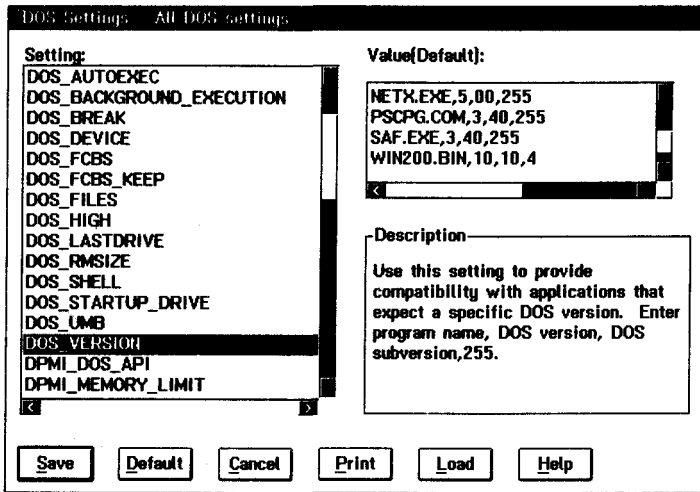 DOS Settings All DOS settings
Setting:
DOS_AUTOEXEC
DOS_BACKGROUND_EXECUTION
DOS_BREAK
DOS_DEVICE
DOS_FCBS
DOS_FCBS_KEEP
DOS_FILES
DOS_HIGH
DOS_LASTDRIVE
DOS_RMSIZE
DOS_SHELL
DOS_STARTUP_DRIVE
DOS_UMB
DOS_VERSION
DPMI_DOS_API
DPMI_MEMORY_LIMIT
Value(Default):
NETX.EXE,5,00,255
PSCPG.COM,3,40,255
SAF.EXE,3,40,255
WIN200.BIN,10,10,4
Description
Use this setting to provide
compatibility with applications that
expect a specific DOS version. Enter
program name, DOS version, DOS
subversion,255.
Save Default Cancel Print Load Help